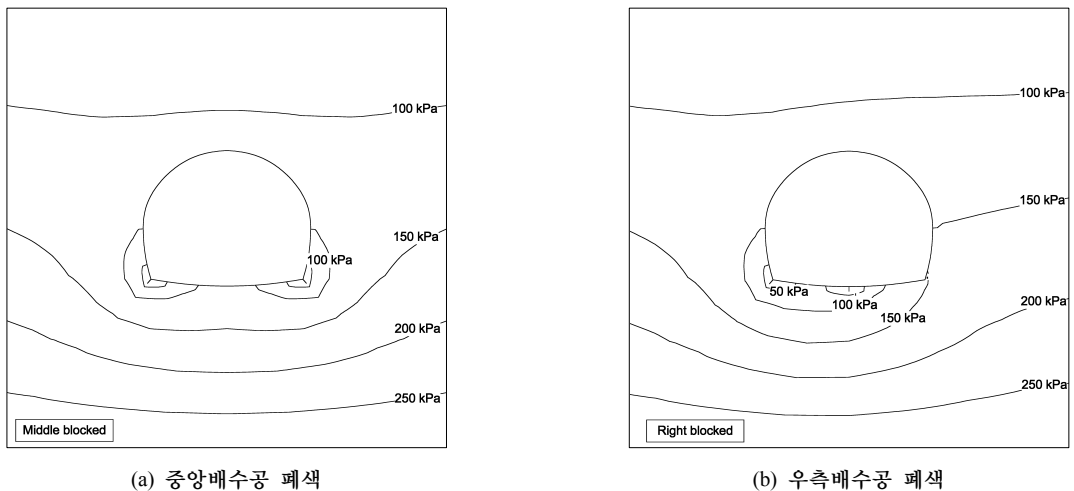 100 kPa
150 kPa
100 kPa
200 kPa
250 kPa
Middle blocked
(a) 중앙배수공 폐색
100 kPa
150 kPa
50 kPa
100 kPa
200 kPa
150 kPa
250 kPa
Right blocked
(b) 우측배수공 폐색